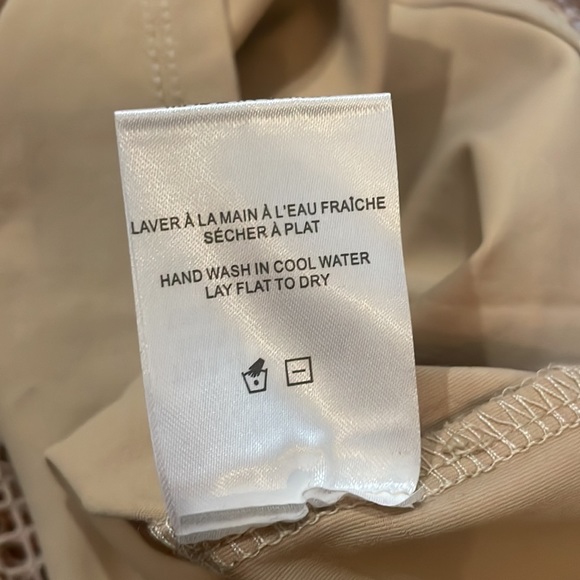 LAVER À LA MAIN À L'EAU FRAÎCHE
SÉCHER À PLAT
HAND WASH IN COOL WATER
LAY FLAT TO DRY